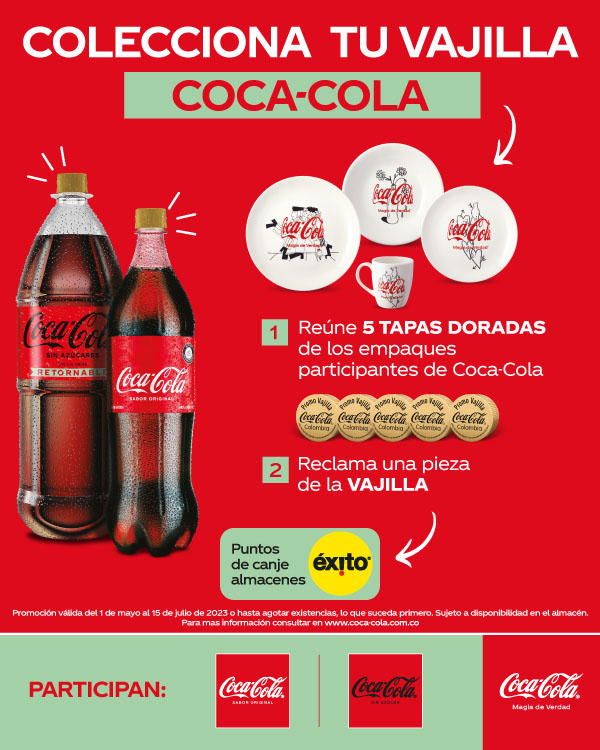 COLECCIONA TU VAJILLA
COCA-COLA
Coca-Cola
Magia de Verdad
Coca-Cola
Magia de Verdad
Coca-Cola
Magia de Verdad
Coca-Cola
Coca-Cola
SIN AZÚCARES
RETORNABLE
Coca-Cola
SABOR ORIGINAL
1 Reúne 5 TAPAS DORADAS
de los empaques
participantes de Coca-Cola
Promo Vajilla Promo Vajilla Promo Vajilla Promo Vajilla Promo Vajilla
Coca-Cola Coca-Cola Coca-Cola Coca-Cola Coca-Cola
Colombia Colombia Colombia Colombia Colombia
2 Reclama una pieza
de la VAJILLA
Puntos
de canje
almacenes
éxito
Promoción válida del 1 de mayo al 15 de julio de 2023 o hasta agotar existencias, lo que suceda primero. Sujeto a disponibilidad en el almacén.
Para mas información consultar en www.coca-cola.com.co
PARTICIPAN:
Coca-Cola®
SABOR ORIGINAL
Coca-Cola®
SIN AZÚCAR
Coca-Cola®
Magia de Verdad